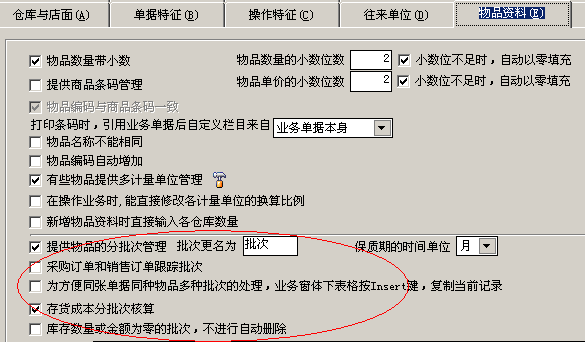 仓库与店面(A) 单据特征(B) 操作特征(C) 往来单位(D) 物品资料(E)
物品数量带小数 物品数量的小数位数 2 小数位不足时，自动以零填充
提供商品条码管理 物品单价的小数位数 2 小数位不足时，自动以零填充
物品编码与商品条码一致
打印条码时，引用业务单据后自定义栏目来自 业务单据本身
物品名称不能相同
物品编码自动增加
有些物品提供多计量单位管理
在操作业务时,能直接修改各计量单位的换算比例
新增物品资料时直接输入各仓库数量
提供物品的分批次管理 批次更名为 批次 保质期的时间单位 月
采购订单和销售订单跟踪批次
为方便同张单据同种物品多种批次的处理，业务窗体下表格按Insert键，复制当前记录
存货成本分批次核算
库存数量或金额为零的批次，不进行自动删除